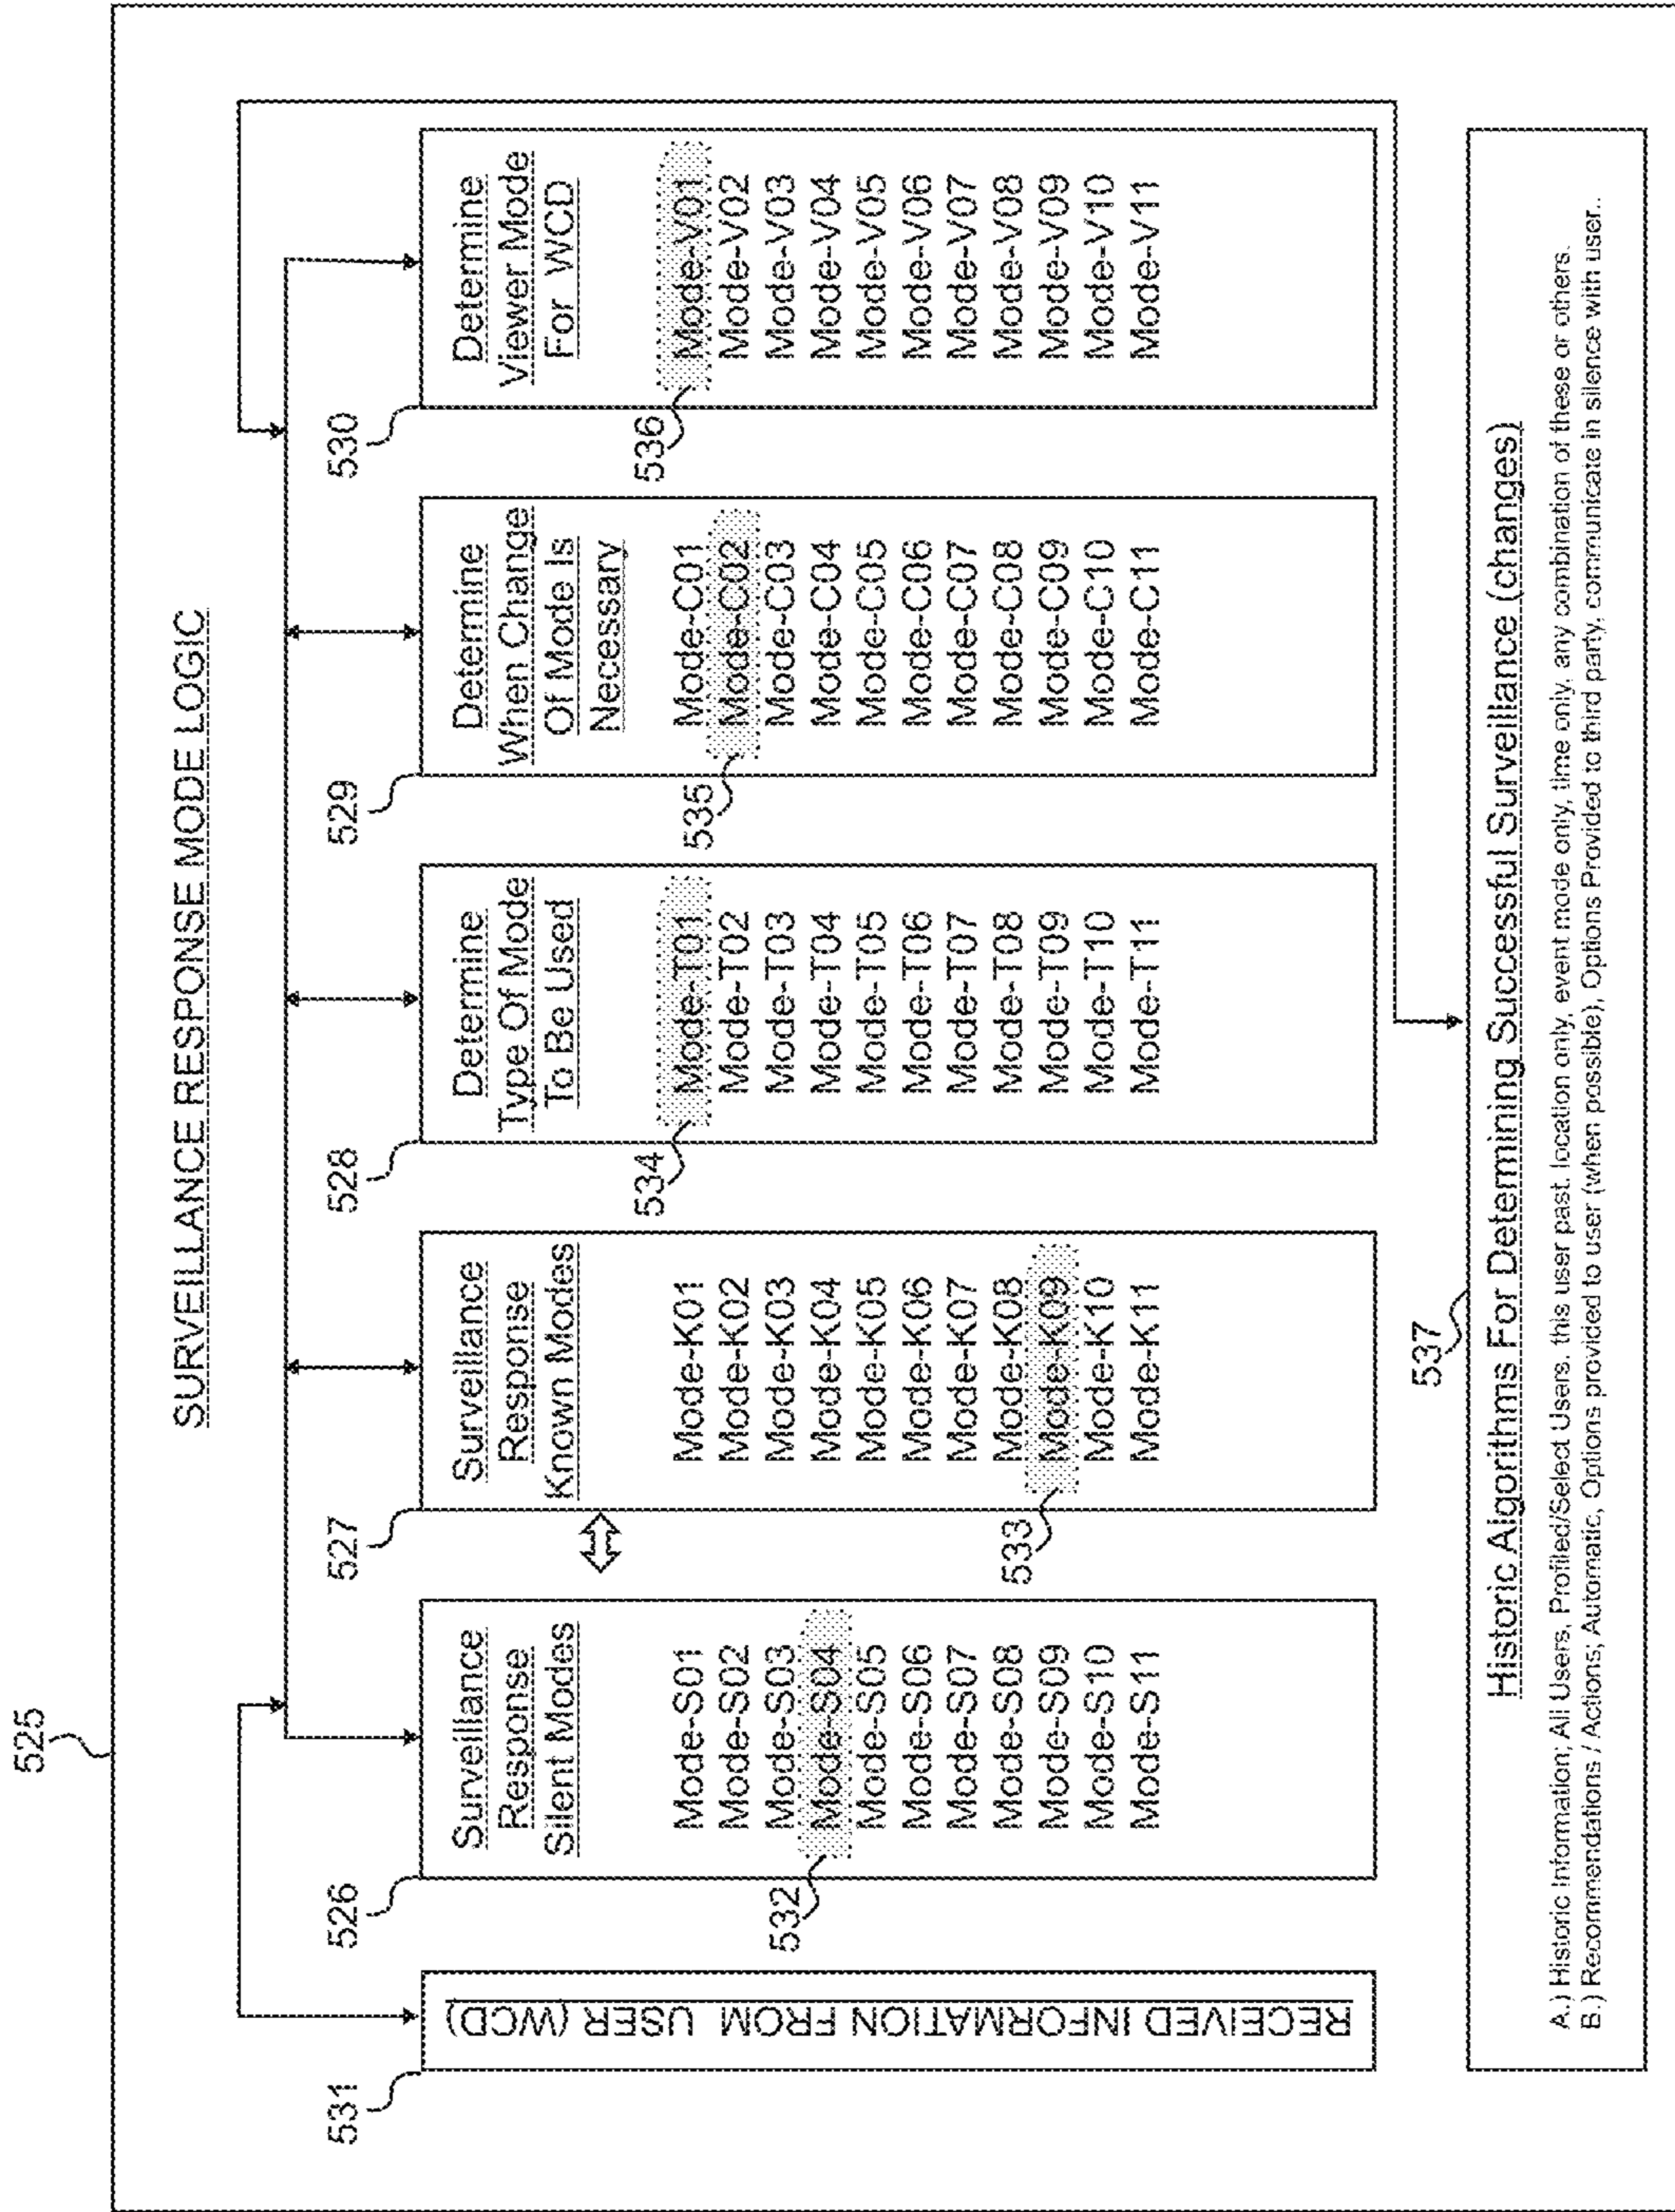 525
SURVEILLANCE RESPONSE MODE LOGIC
531
RECEIVED INFORMATION FROM USER (WCD)
526
Surveillance
Response
Silent Modes
Mode-S01
Mode-S02
Mode-S03
Mode-S04
Mode-S05
Mode-S06
Mode-S07
Mode-S08
Mode-S09
Mode-S10
Mode-S11
532
527
Surveillance
Response
Known Modes
Mode-K01
Mode-K02
Mode-K03
Mode-K04
Mode-K05
Mode-K06
Mode-K07
Mode-K08
Mode-K09
Mode-K10
Mode-K11
533
528
Determine
Type Of Mode
To Be Used
Mode-T01
Mode-T02
Mode-T03
Mode-T04
Mode-T05
Mode-T06
Mode-T07
Mode-T08
Mode-T09
Mode-T10
Mode-T11
534
529
Determine
When Change
Of Mode Is
Necessary
Mode-C01
Mode-C02
Mode-C03
Mode-C04
Mode-C05
Mode-C06
Mode-C07
Mode-C08
Mode-C09
Mode-C10
Mode-C11
535
530
Determine
Viewer Mode
For WCD
Mode-V01
Mode-V02
Mode-V03
Mode-V04
Mode-V05
Mode-V06
Mode-V07
Mode-V08
Mode-V09
Mode-V10
Mode-V11
536
537
Historic Algorithms For Determining Successful Surveillance (changes)
A.) Historic Information; All Users, Profiled/Select Users, this user past, location only, event mode only, time only, any combination of these or others.
B.) Recommendations / Actions; Automatic, Options provided to user (when possible), Options Provided to third party, communicate in silence with user..